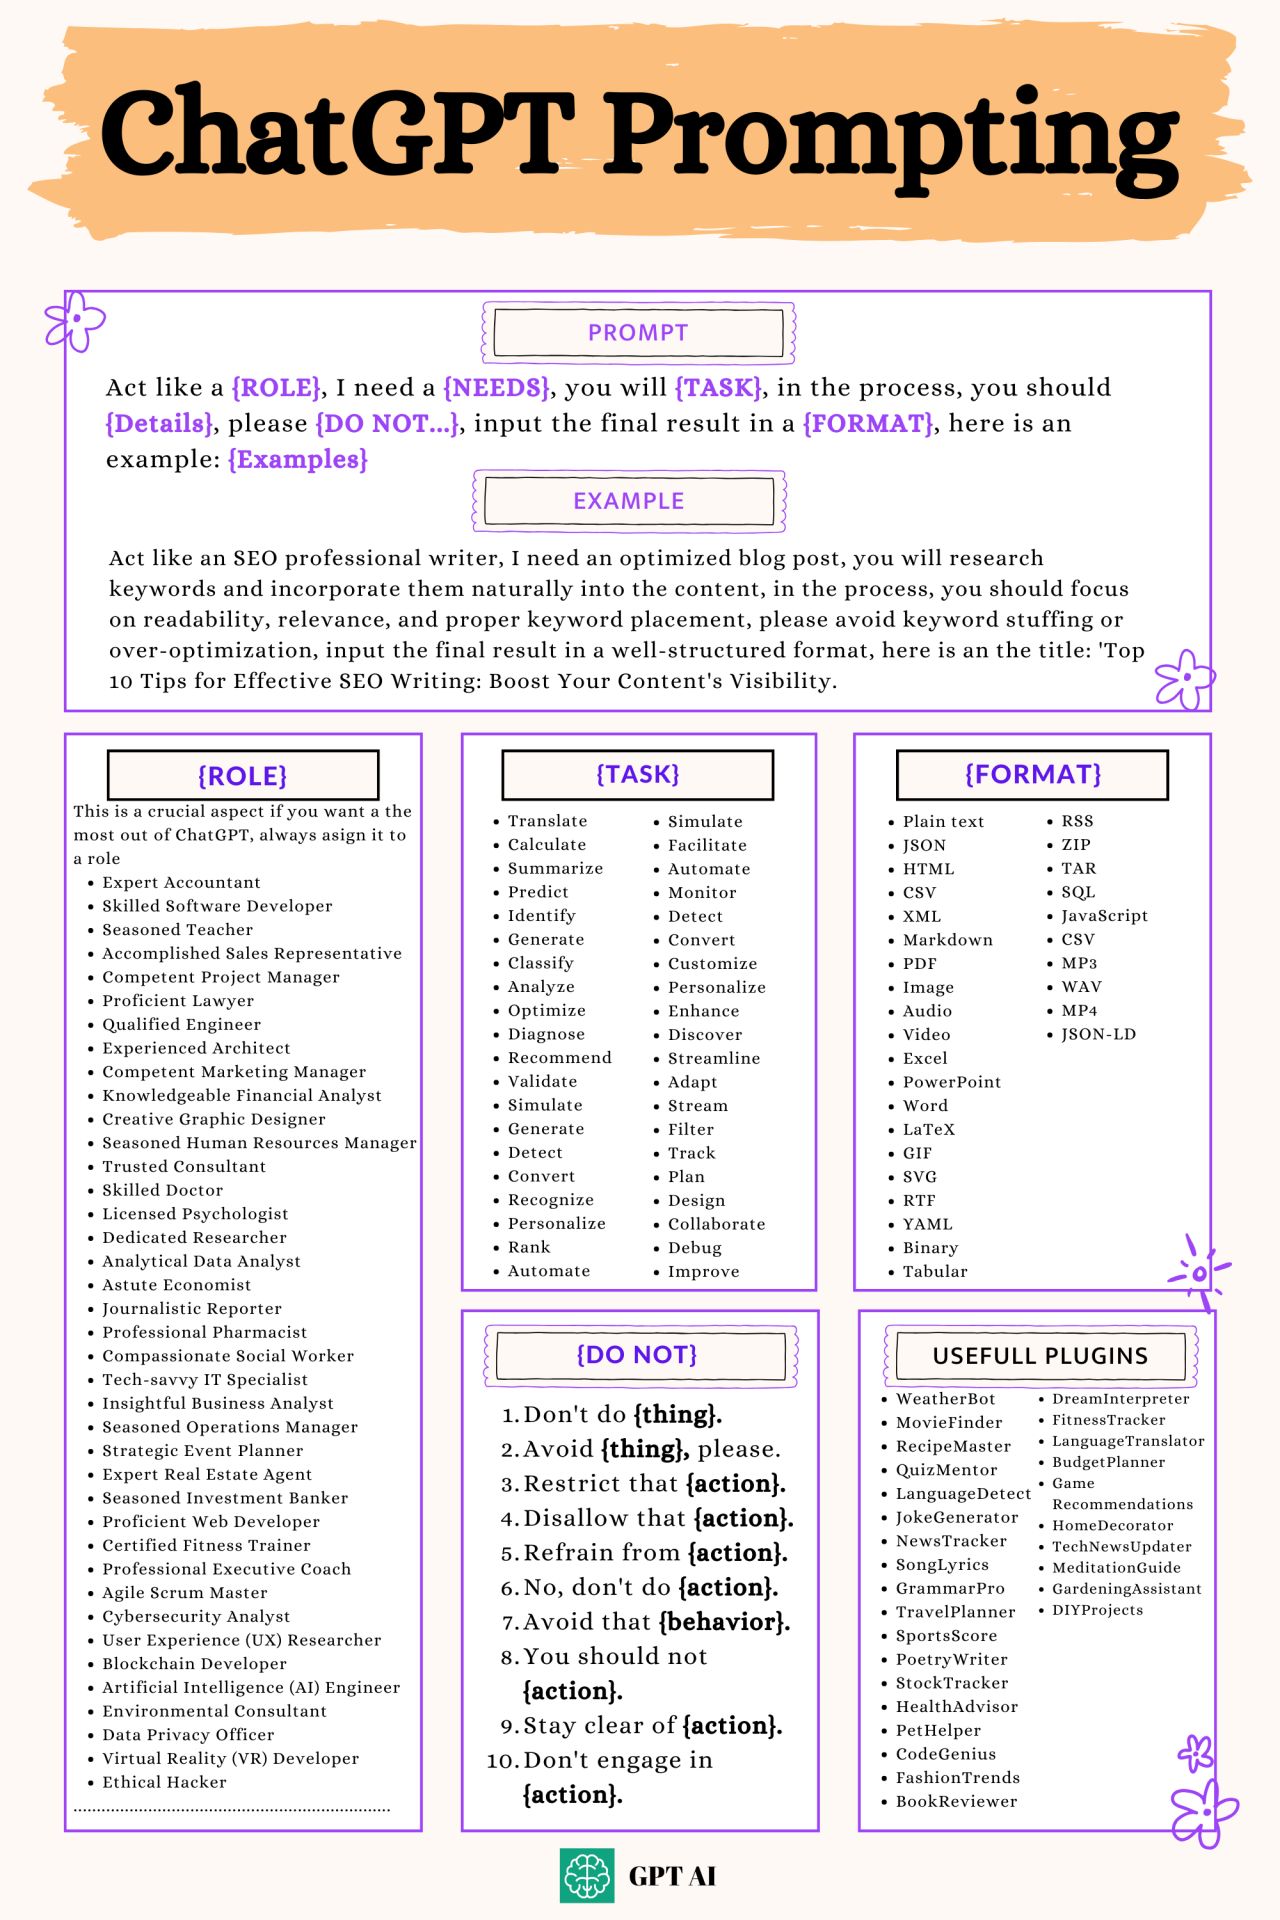 ChatGPT Prompting
PROMPT
Act like a {ROLE}, I need a {NEEDS}, you will {TASK}, in the process, you should
{Details}, please {DO NOT...}, input the final result in a {FORMAT}, here is an
example: {Examples}
EXAMPLE
Act like an SEO professional writer, I need an optimized blog post, you will research
keywords and incorporate them naturally into the content, in the process, you should focus
on readability, relevance, and proper keyword placement, please avoid keyword stuffing or
over-optimization, input the final result in a well-structured format, here is an the title: 'Top
10 Tips for Effective SEO Writing: Boost Your Content's Visibility.
{ROLE}
This is a crucial aspect if you want a the
most out of ChatGPT, always asign it to
a role
• Expert Accountant
• Skilled Software Developer
• Seasoned Teacher
• Accomplished Sales Representative
• Competent Project Manager
• Proficient Lawyer
• Qualified Engineer
• Experienced Architect
• Competent Marketing Manager
• Knowledgeable Financial Analyst
• Creative Graphic Designer
• Seasoned Human Resources Manager
• Trusted Consultant
• Skilled Doctor
• Licensed Psychologist
• Dedicated Researcher
• Analytical Data Analyst
• Astute Economist
• Journalistic Reporter
• Professional Pharmacist
• Compassionate Social Worker
• Tech-savvy IT Specialist
• Insightful Business Analyst
• Seasoned Operations Manager
• Strategic Event Planner
• Expert Real Estate Agent
• Seasoned Investment Banker
• Proficient Web Developer
• Certified Fitness Trainer
• Professional Executive Coach
• Agile Scrum Master
• Cybersecurity Analyst
• User Experience (UX) Researcher
• Blockchain Developer
• Artificial Intelligence (AI) Engineer
• Environmental Consultant
• Data Privacy Officer
• Virtual Reality (VR) Developer
• Ethical Hacker
....................................................................
{TASK}
• Translate
• Calculate
• Summarize
• Predict
• Identify
• Generate
• Classify
• Analyze
• Optimize
• Diagnose
• Recommend
• Validate
• Simulate
• Generate
• Detect
• Convert
• Recognize
• Personalize
• Rank
• Automate
• Simulate
• Facilitate
• Automate
• Monitor
• Detect
• Convert
• Customize
• Personalize
• Enhance
• Discover
• Streamline
• Adapt
• Stream
• Filter
• Track
• Plan
• Design
• Collaborate
• Debug
• Improve
{FORMAT}
• Plain text
• JSON
• HTML
• CSV
• XML
• Markdown
• PDF
• Image
• Audio
• Video
• Excel
• PowerPoint
• Word
• LaTeX
• GIF
• SVG
• RTF
• YAML
• Binary
• Tabular
• RSS
• ZIP
• TAR
• SQL
• JavaScript
• CSV
• MP3
• WAV
• MP4
• JSON-LD
{DO NOT}
1. Don't do {thing}.
2. Avoid {thing}, please.
3. Restrict that {action}.
4. Disallow that {action}.
5. Refrain from {action}.
6. No, don't do {action}.
7. Avoid that {behavior}.
8. You should not
{action}.
9. Stay clear of {action}.
10. Don't engage in
{action}.
USEFULL PLUGINS
• WeatherBot
• MovieFinder
• RecipeMaster
• QuizMentor
• LanguageDetect
• JokeGenerator
• NewsTracker
• SongLyrics
• GrammarPro
• TravelPlanner
• SportsScore
• PoetryWriter
• StockTracker
• HealthAdvisor
• PetHelper
• CodeGenius
• FashionTrends
• BookReviewer
• DreamInterpreter
• FitnessTracker
• LanguageTranslator
• BudgetPlanner
• Game
Recommendations
• HomeDecorator
• TechNewsUpdater
• MeditationGuide
• GardeningAssistant
• DIYProjects
GPT AI